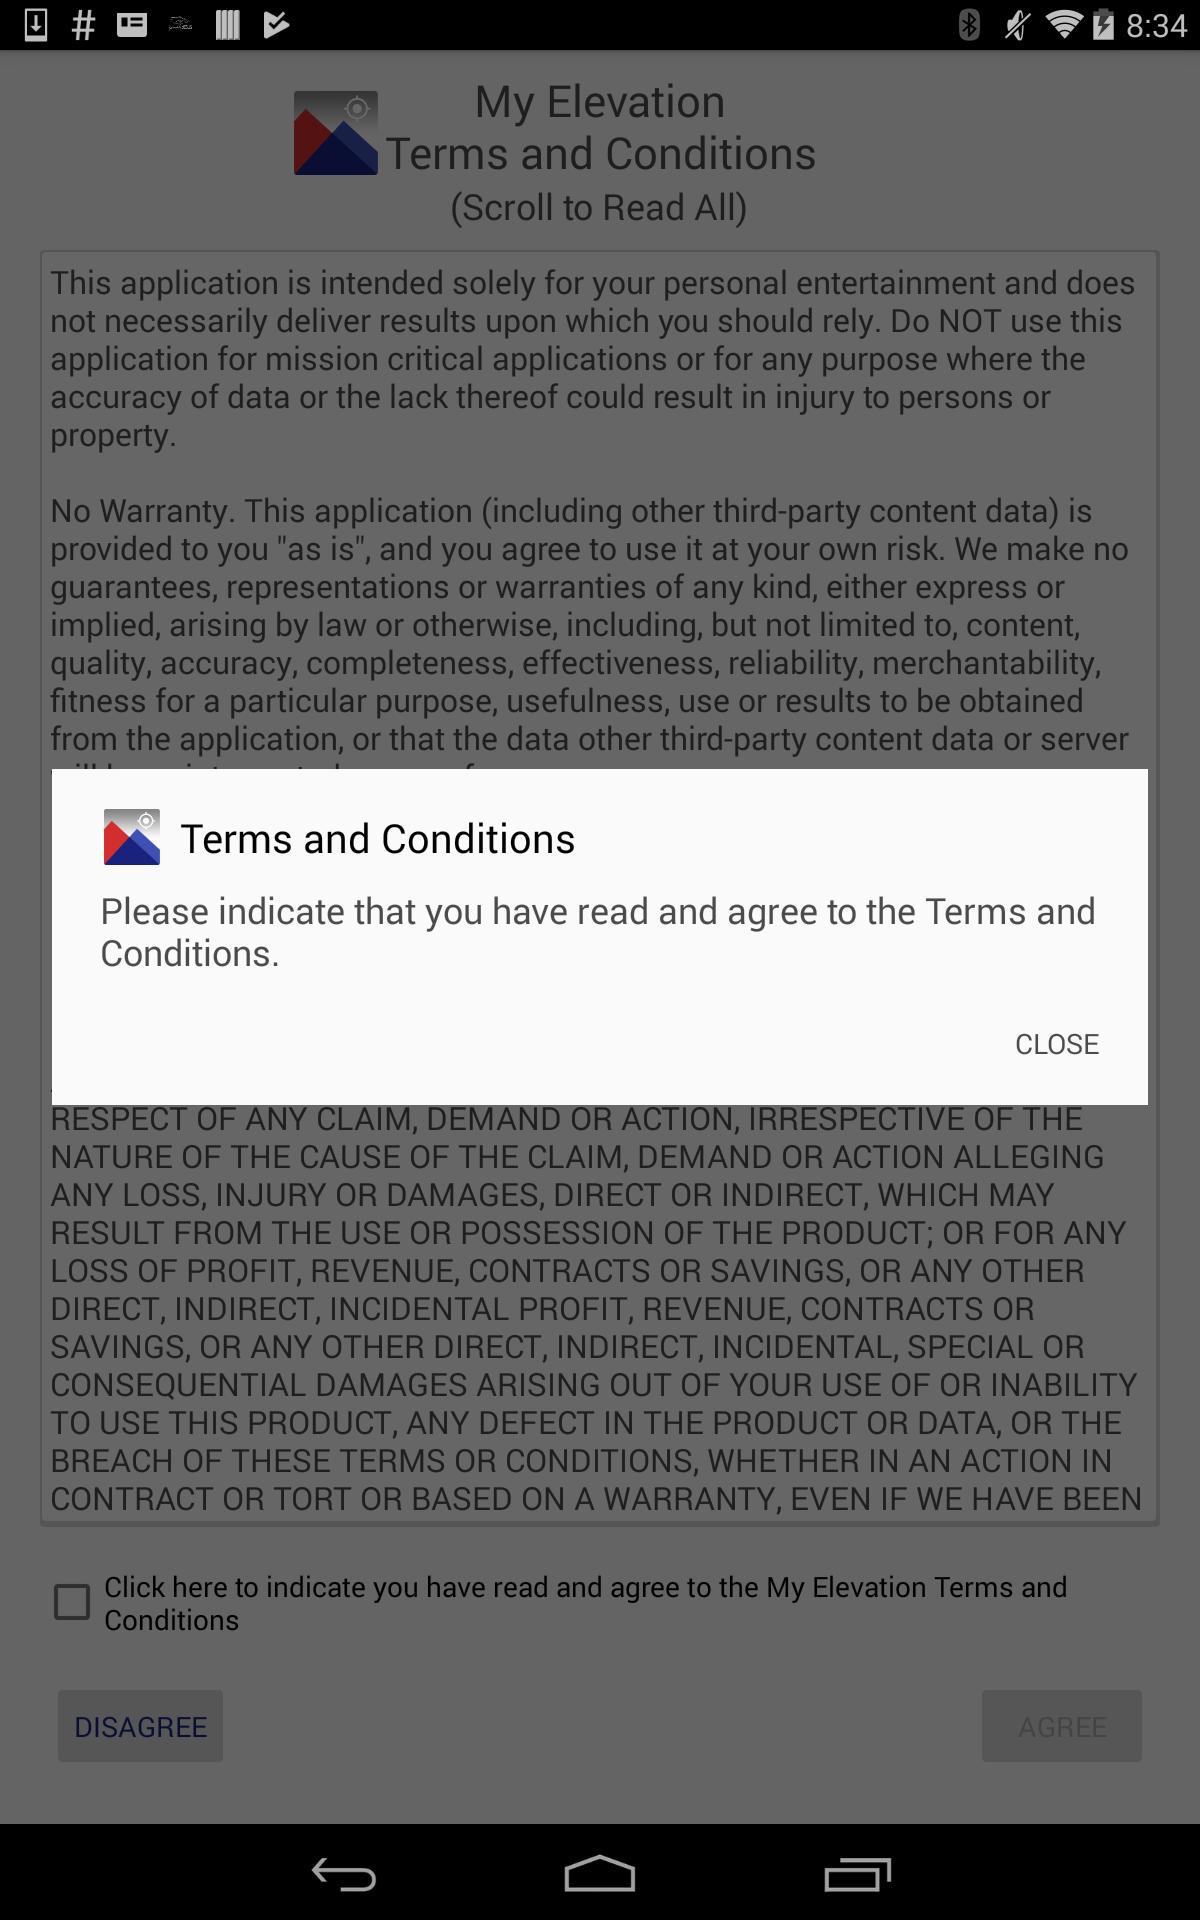 8:34
My Elevation
Terms and Conditions
(Scroll to Read All)
This application is intended solely for your personal entertainment and does
not necessarily deliver results upon which you should rely. Do NOT use this
application for mission critical applications or for any purpose where the
accuracy of data or the lack thereof could result in injury to persons or
property.
No Warranty. This application (including other third-party content data) is
provided to you "as is", and you agree to use it at your own risk. We make no
guarantees, representations or warranties of any kind, either express or
implied, arising by law or otherwise, including, but not limited to, content,
quality, accuracy, completeness, effectiveness, reliability, merchantability,
fitness for a particular purpose, usefulness, use or results to be obtained
from the application, or that the data other third-party content data or server
Terms and Conditions
Please indicate that you have read and agree to the Terms and
Conditions.
CLOSE
RESPECT OF ANY CLAIM, DEMAND OR ACTION, IRRESPECTIVE OF THE
NATURE OF THE CAUSE OF THE CLAIM, DEMAND OR ACTION ALLEGING
ANY LOSS, INJURY OR DAMAGES, DIRECT OR INDIRECT, WHICH MAY
RESULT FROM THE USE OR POSSESSION OF THE PRODUCT; OR FOR ANY
LOSS OF PROFIT, REVENUE, CONTRACTS OR SAVINGS, OR ANY OTHER
DIRECT, INDIRECT, INCIDENTAL PROFIT, REVENUE, CONTRACTS OR
SAVINGS, OR ANY OTHER DIRECT, INDIRECT, INCIDENTAL, SPECIAL OR
CONSEQUENTIAL DAMAGES ARISING OUT OF YOUR USE OF OR INABILITY
TO USE THIS PRODUCT, ANY DEFECT IN THE PRODUCT OR DATA, OR THE
BREACH OF THESE TERMS OR CONDITIONS, WHETHER IN AN ACTION IN
CONTRACT OR TORT OR BASED ON A WARRANTY, EVEN IF WE HAVE BEEN
Click here to indicate you have read and agree to the My Elevation Terms and
Conditions
DISAGREE
AGREE